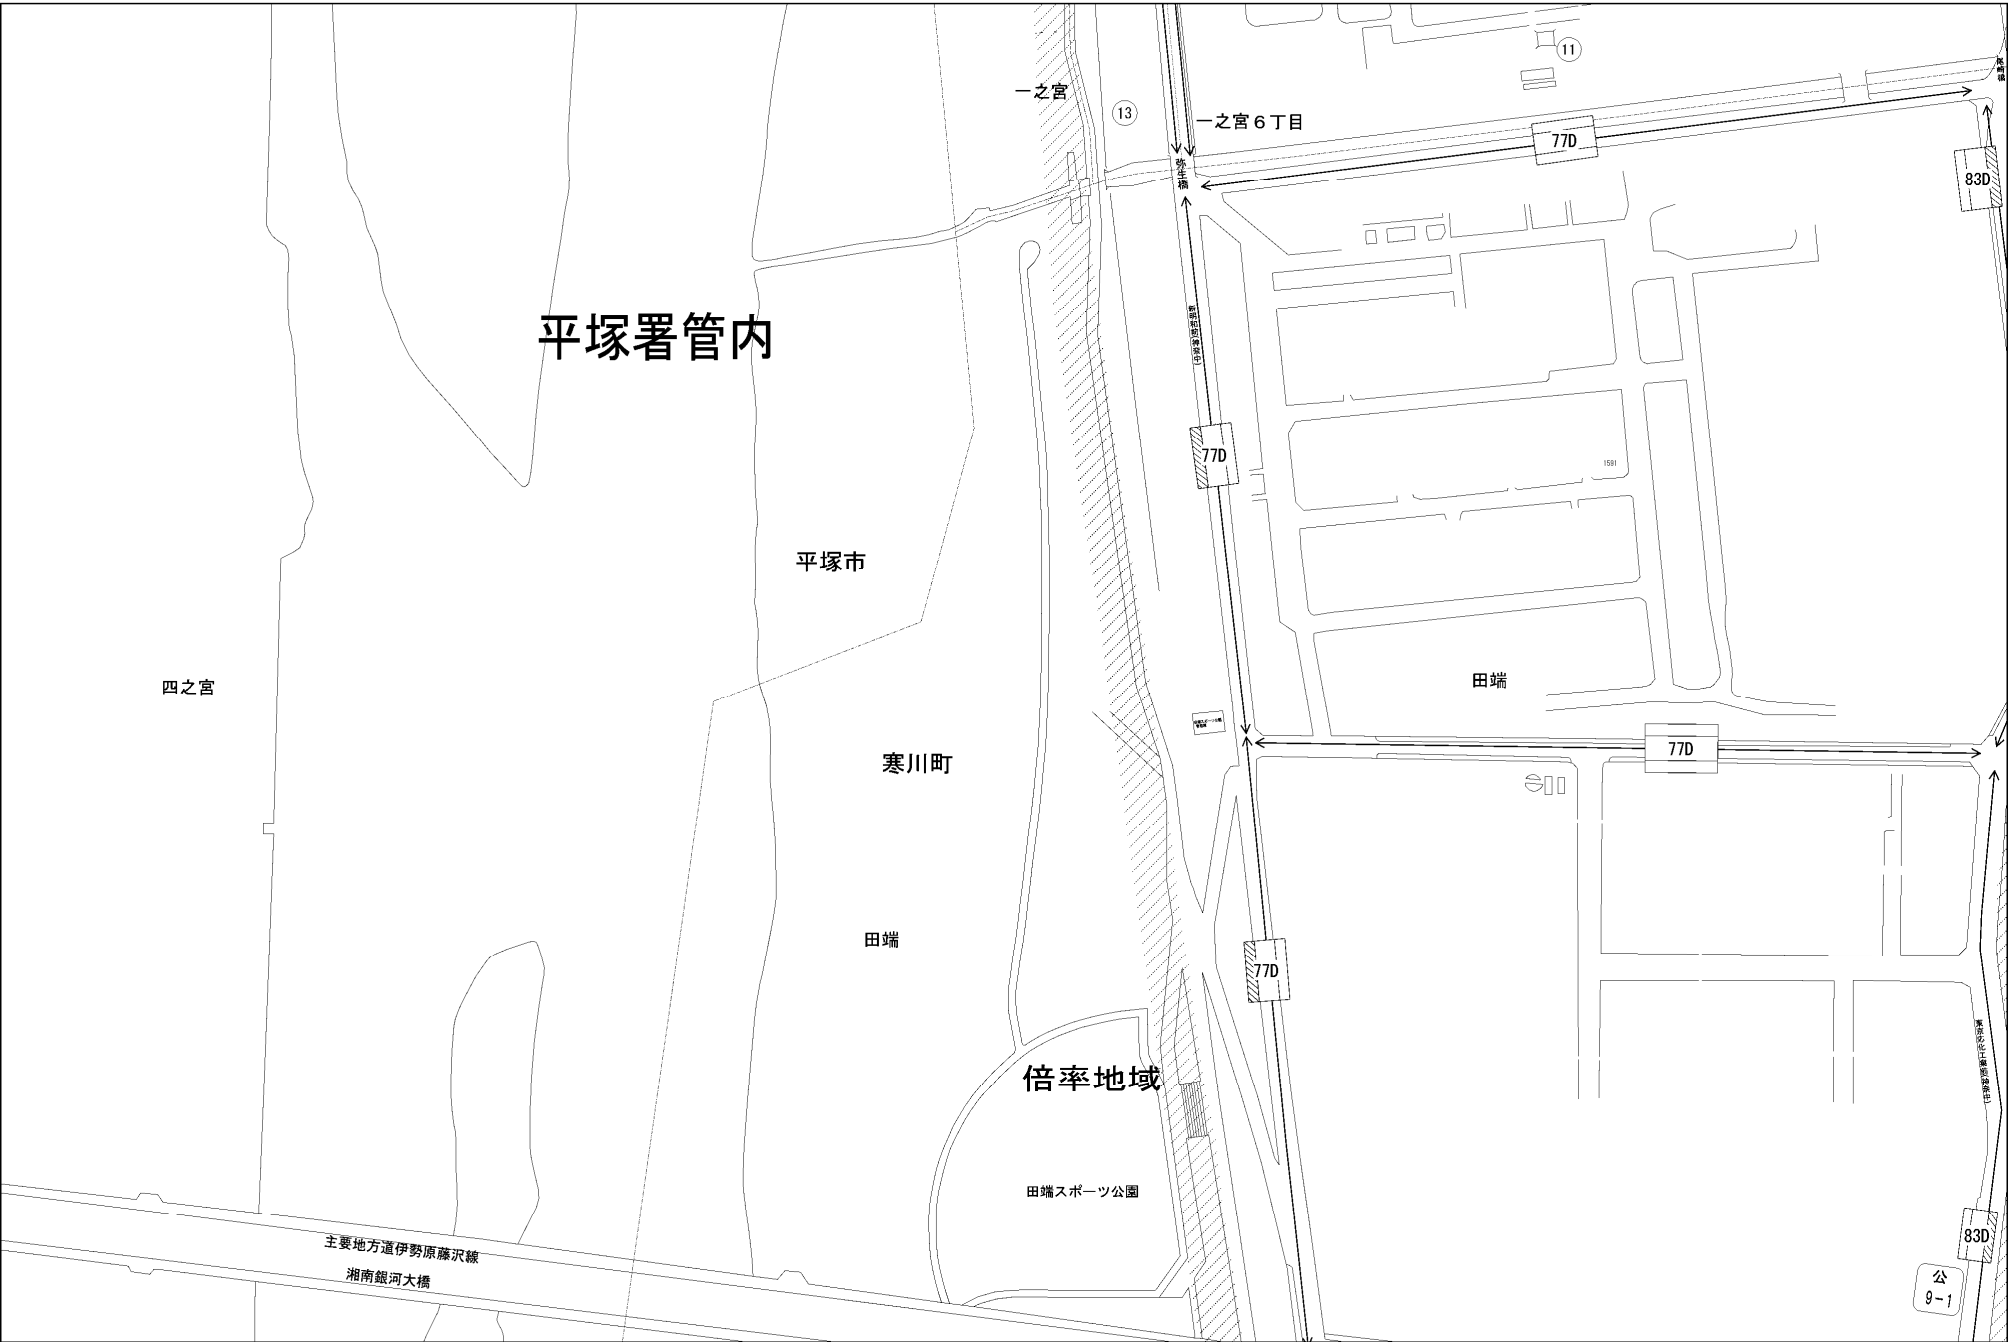 11
一之宮
13
一之宮６丁目
77D
弥生橋
83D
平塚署管内
77D
1591
平塚市
四之宮
田端
77D
寒川町
田端
77D
倍率地域
田端スポーツ公園
83D
主要地方道伊勢原藤沢線
湘南銀河大橋
公
9-1